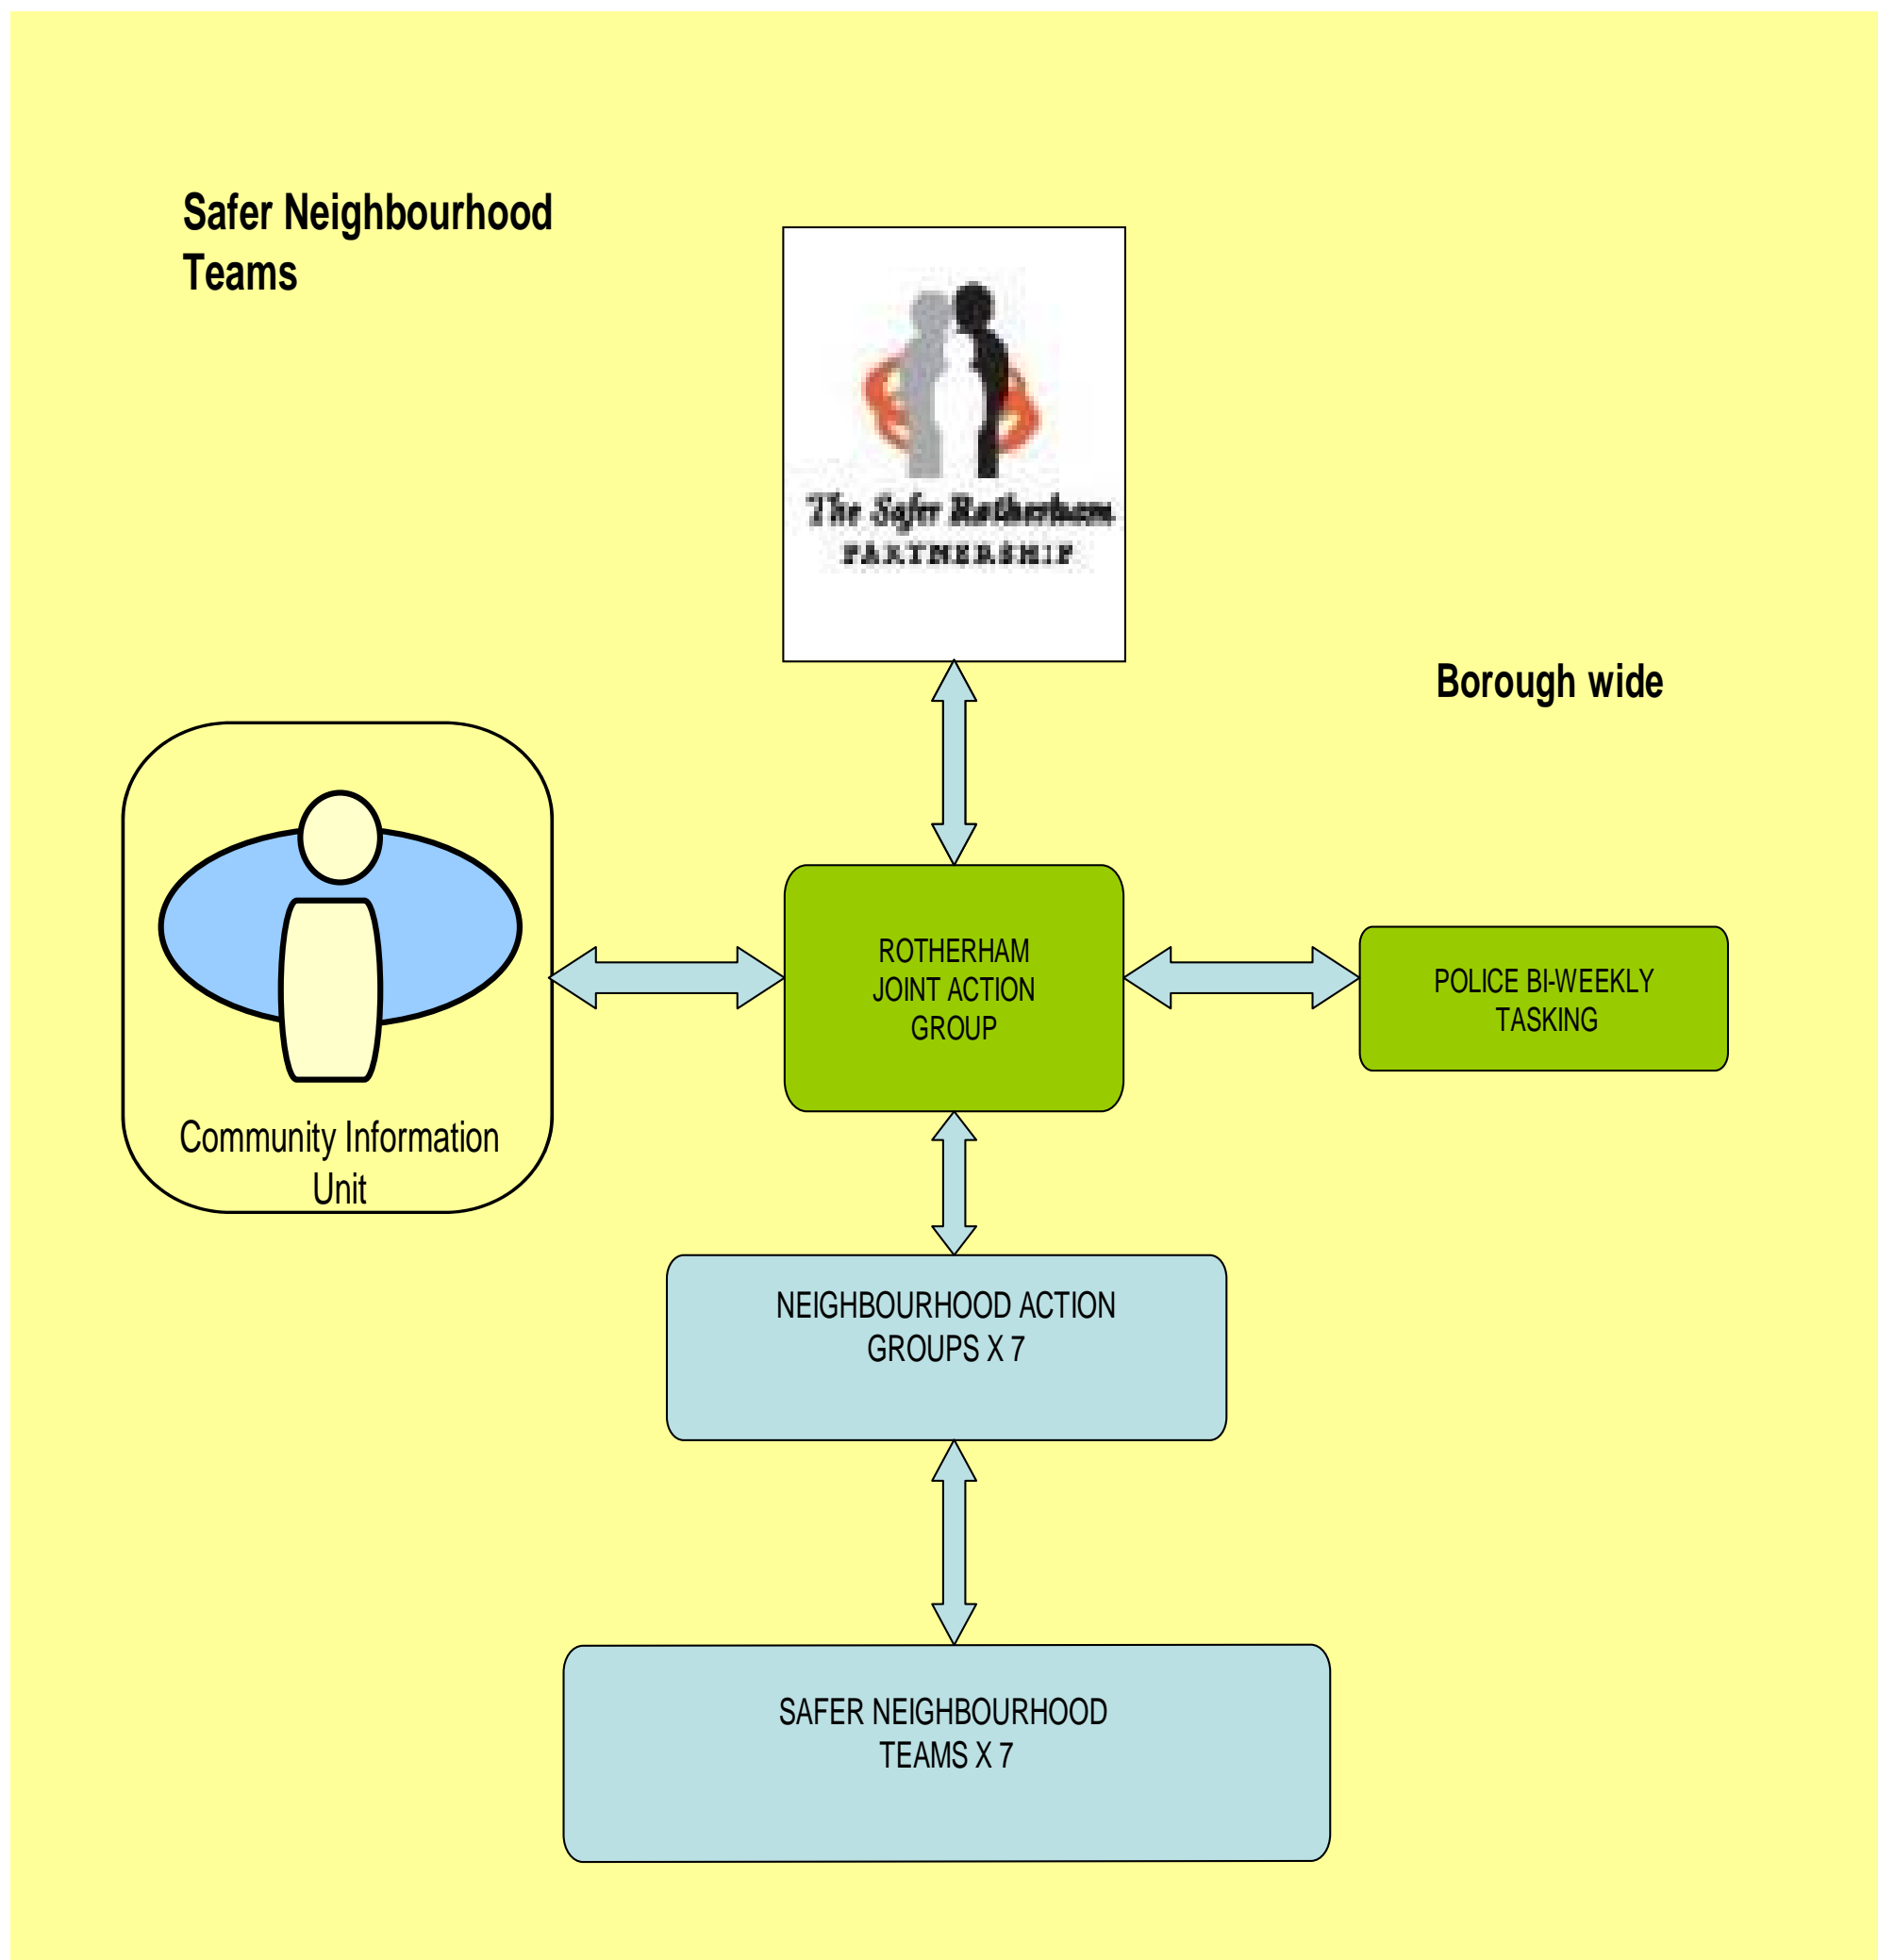 Safer Neighbourhood
Teams
The Safer Rotherham
PARTNERSHIP
Borough wide
ROTHERHAM
JOINT ACTION
GROUP
POLICE BI-WEEKLY
TASKING
Community Information
Unit
NEIGHBOURHOOD ACTION
GROUPS X 7
SAFER NEIGHBOURHOOD
TEAMS X 7